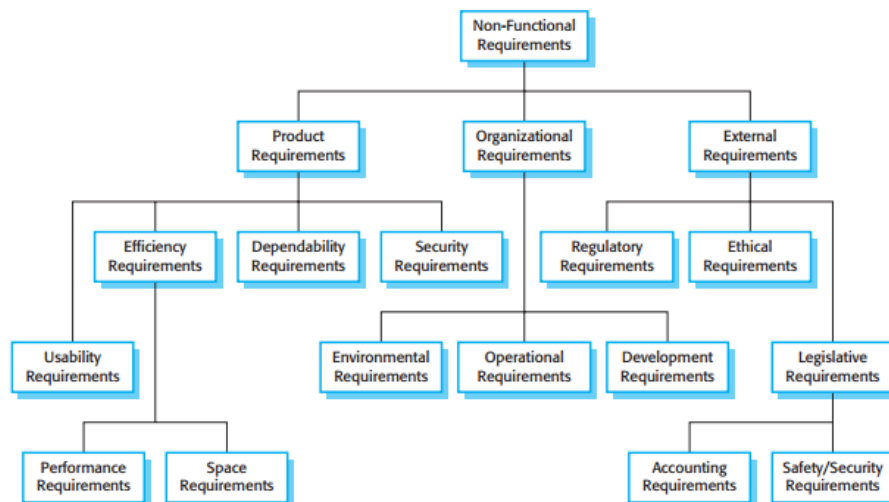 Non-Functional
Requirements
Product
Requirements
Organizational
Requirements
External
Requirements
Efficiency
Requirements
Dependability
Requirements
Security
Requirements
Regulatory
Requirements
Ethical
Requirements
Usability
Requirements
Environmental
Requirements
Operational
Requirements
Development
Requirements
Legislative
Requirements
Performance
Requirements
Space
Requirements
Accounting
Requirements
Safety/Security
Requirements